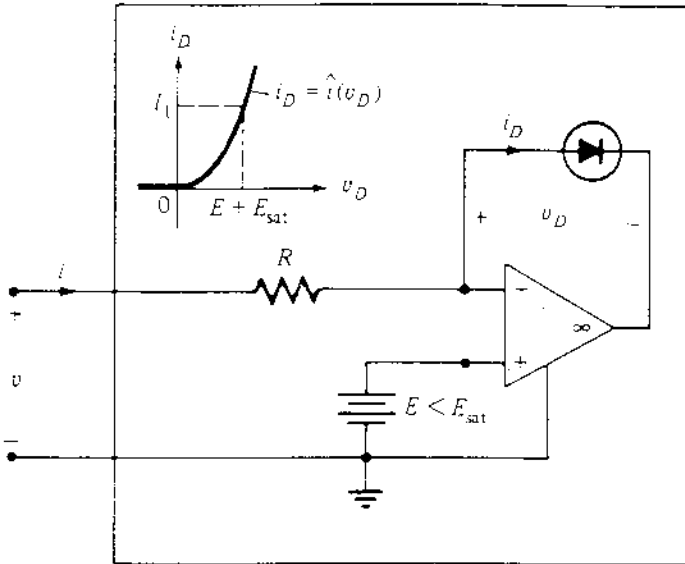 i_D
I_1
i_D = î(v_D)
0
E + E_sat
v_D
i_D
+
v_D
−
i
R
−
∞
+
+
v
E < E_sat
−